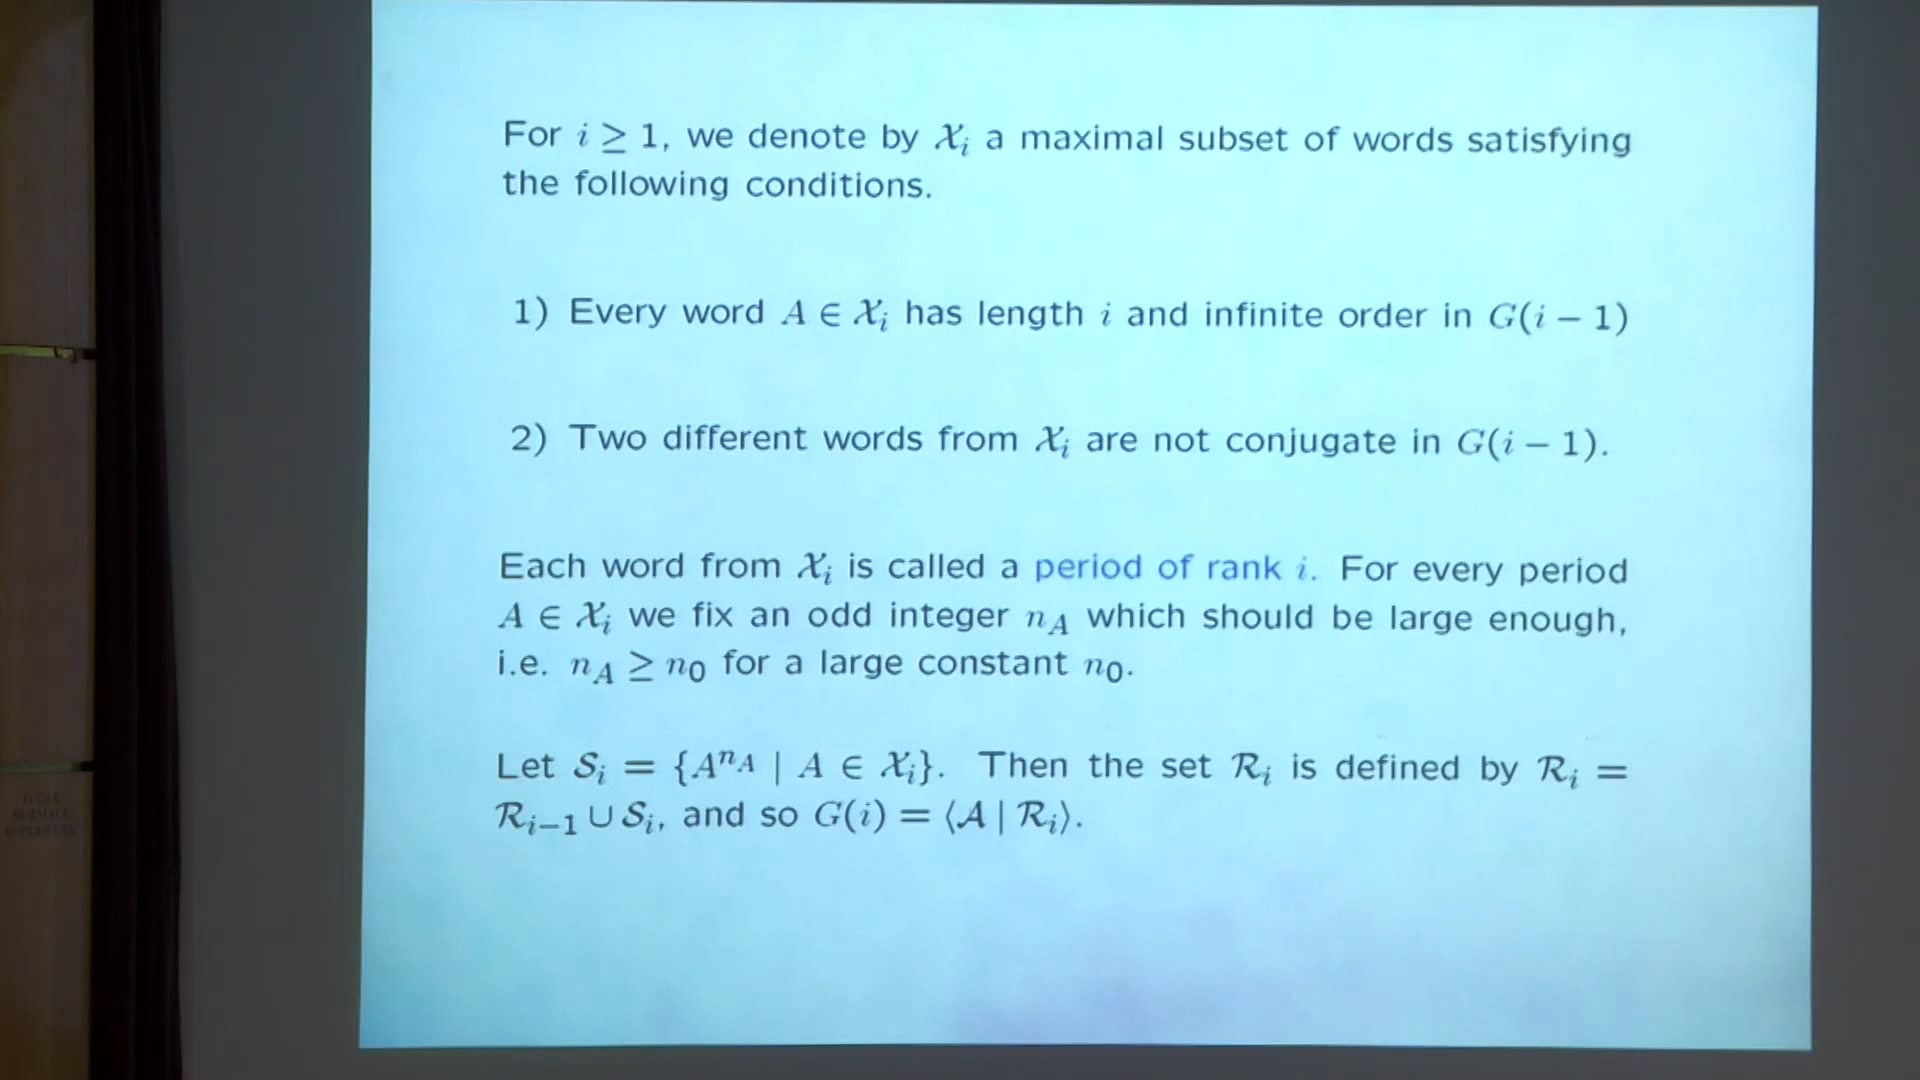 For i ≥ 1, we denote by 𝒳ᵢ a maximal subset of words satisfying
the following conditions.
1) Every word A ∈ 𝒳ᵢ has length i and infinite order in G(i − 1)
2) Two different words from 𝒳ᵢ are not conjugate in G(i − 1).
Each word from 𝒳ᵢ is called a period of rank i. For every period
A ∈ 𝒳ᵢ we fix an odd integer n_A which should be large enough,
i.e. n_A ≥ n₀ for a large constant n₀.
Let 𝒮ᵢ = {A^{n_A} | A ∈ 𝒳ᵢ}. Then the set ℛᵢ is defined by ℛᵢ =
ℛᵢ₋₁ ∪ 𝒮ᵢ, and so G(i) = ⟨A | ℛᵢ⟩.
ÉCOLE
NORMALE
SUPÉRIEURE